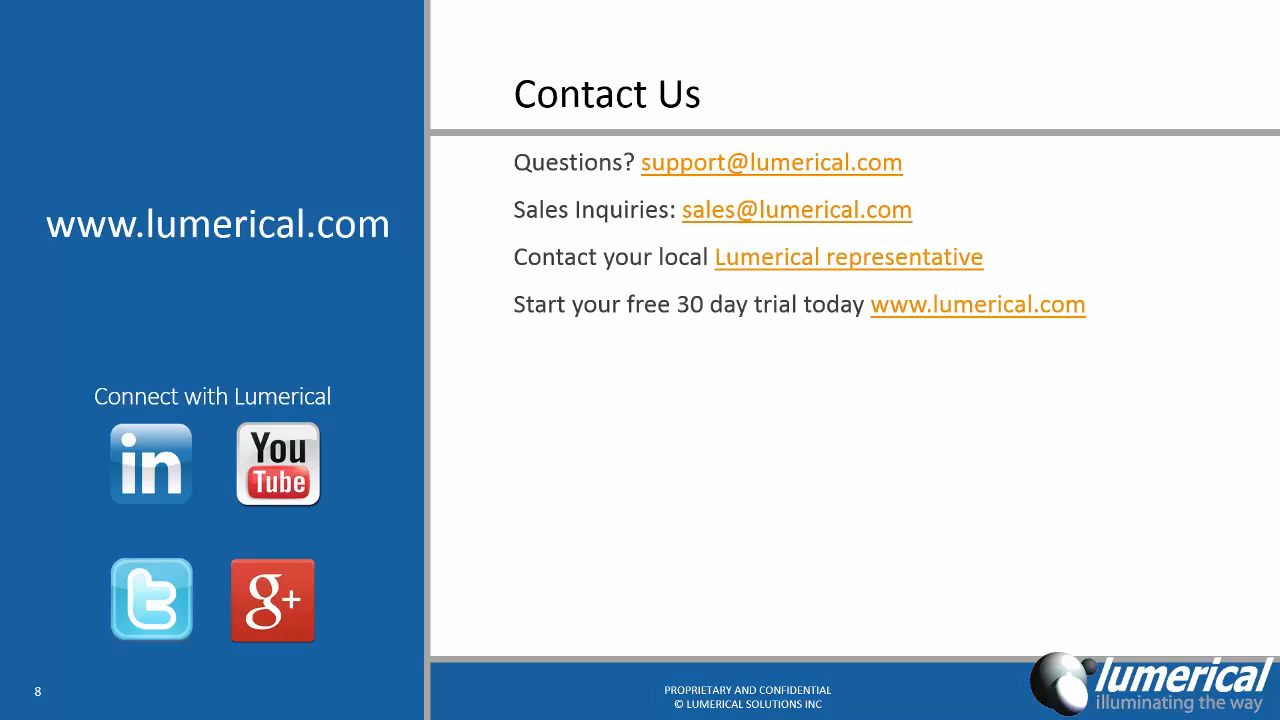 www.lumerical.com
Connect with Lumerical
in
You
Tube
t
g+
8
Contact Us
Questions? support@lumerical.com
Sales Inquiries: sales@lumerical.com
Contact your local Lumerical representative
Start your free 30 day trial today www.lumerical.com
PROPRIETARY AND CONFIDENTIAL
© LUMERICAL SOLUTIONS INC
lumerical
illuminating the way